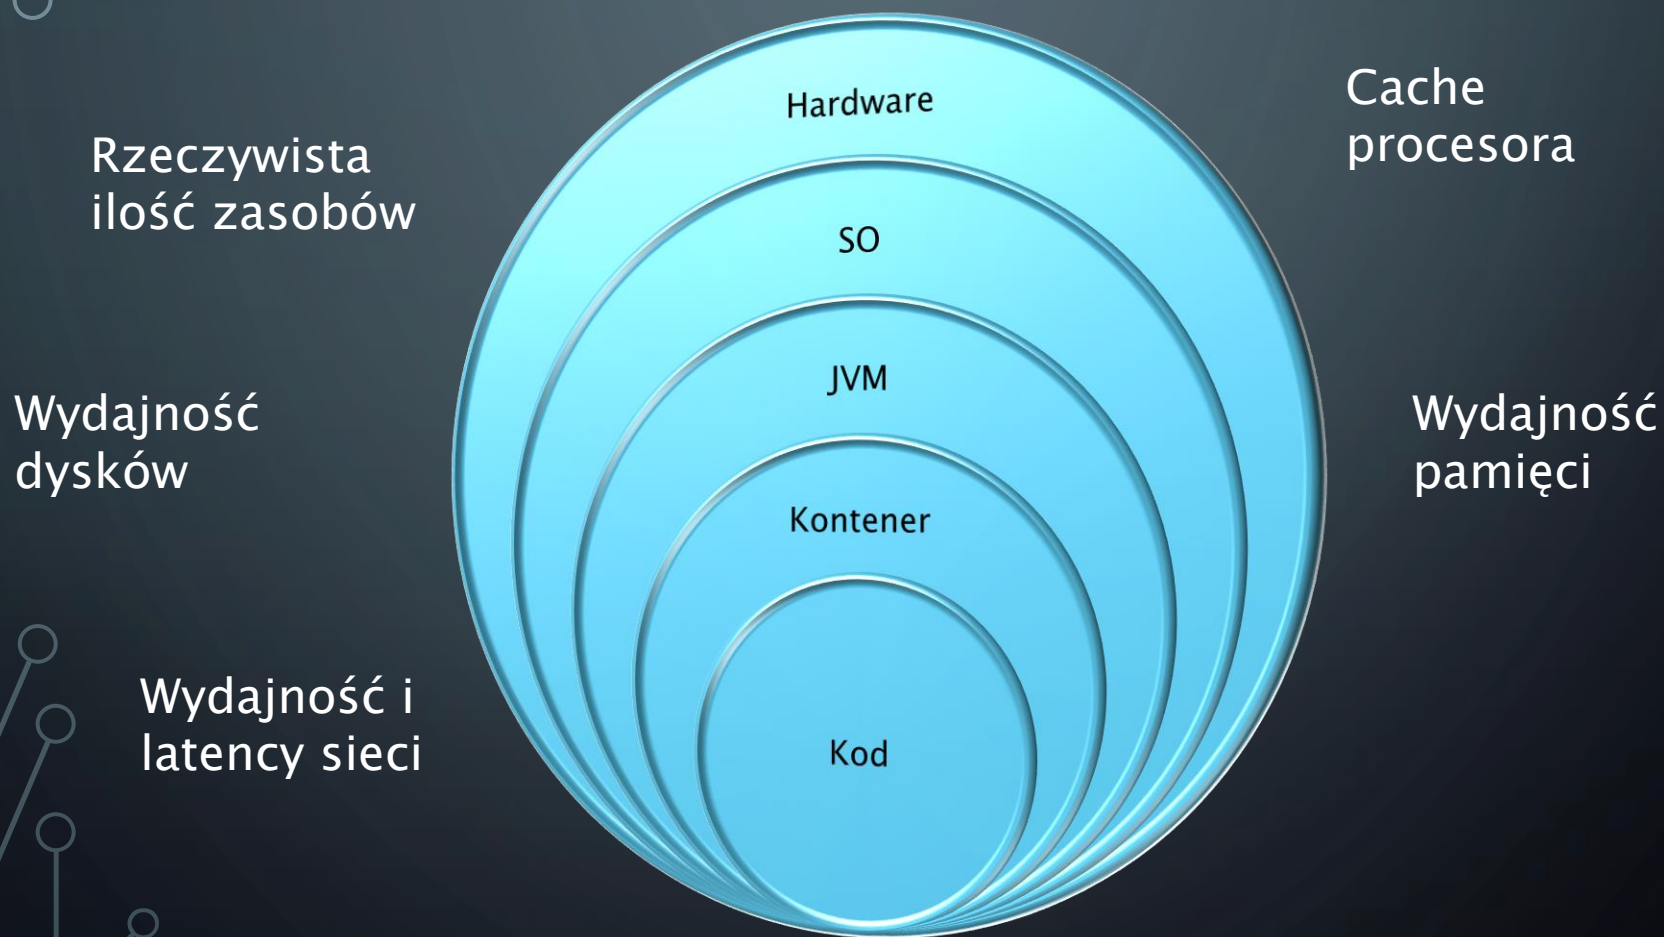 Hardware
SO
JVM
Kontener
Kod
Rzeczywista
ilość zasobów
Wydajność
dysków
Wydajność i
latency sieci
Cache
procesora
Wydajność
pamięci